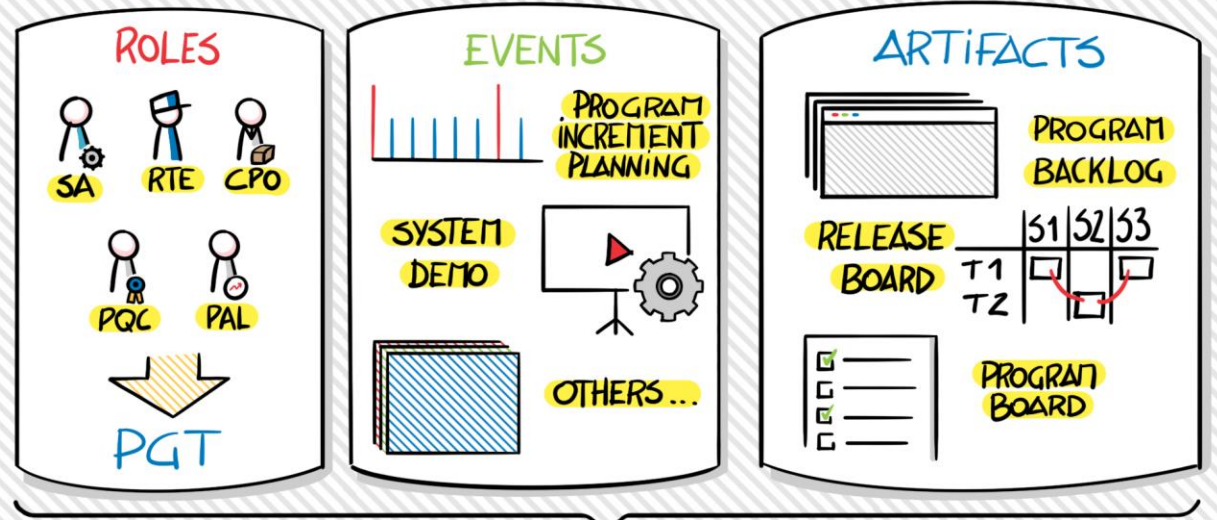 ROLES
SA
RTE
CPO
PQC
PAL
PGT
EVENTS
PROGRAM
INCREMENT
PLANNING
SYSTEM
DEMO
OTHERS...
ARTiFACTS
PROGRAM
BACKLOG
RELEASE
BOARD
S1 S2 S3
T1
T2
PROGRAM
BOARD